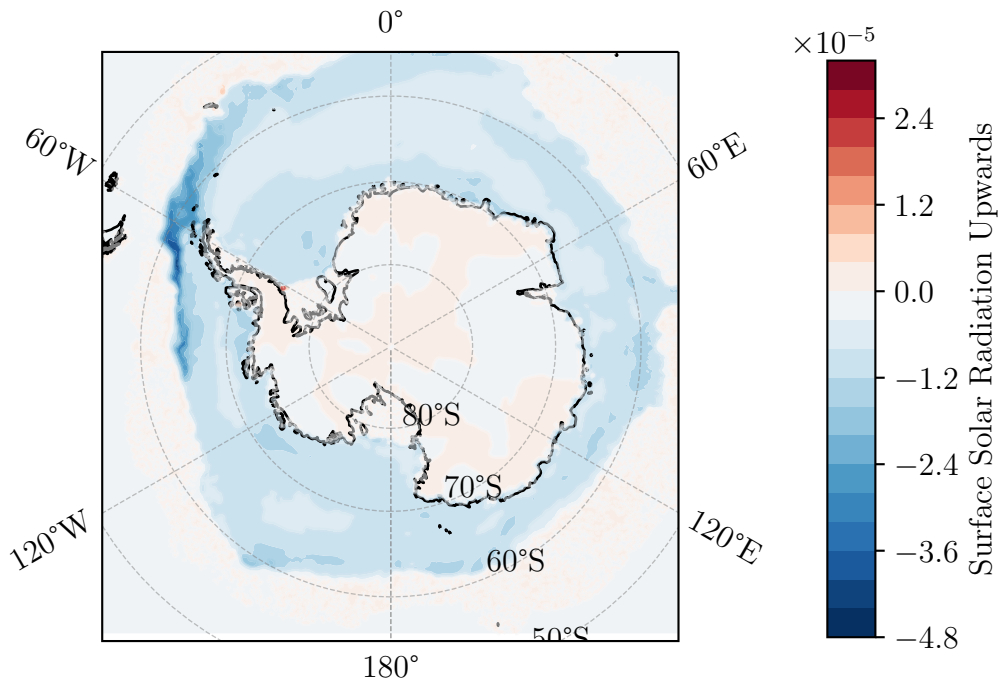 0°
×10⁻⁵
60°W
60°E
2.4
1.2
0.0
−1.2
−2.4
−3.6
−4.8
Surface Solar Radiation Upwards
80°S
70°S
60°S
50°S
120°W
120°E
180°